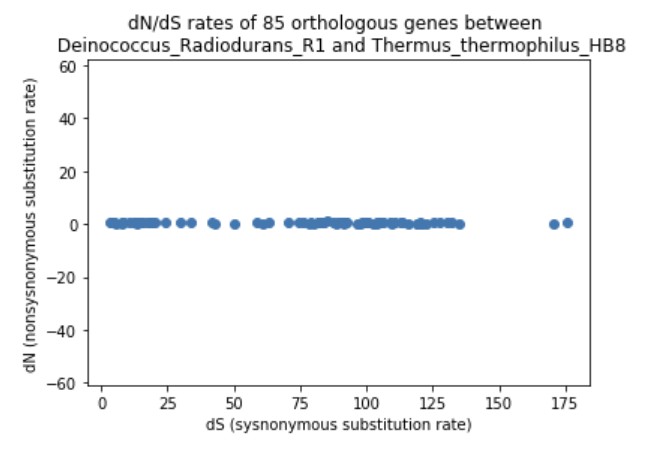 dN/dS rates of 85 orthologous genes between
Deinococcus_Radiodurans_R1 and Thermus_thermophilus_HB8
dN (nonsysnonymous substitution rate)
60
40
20
0
−20
−40
−60
0 25 50 75 100 125 150 175
dS (sysnonymous substitution rate)